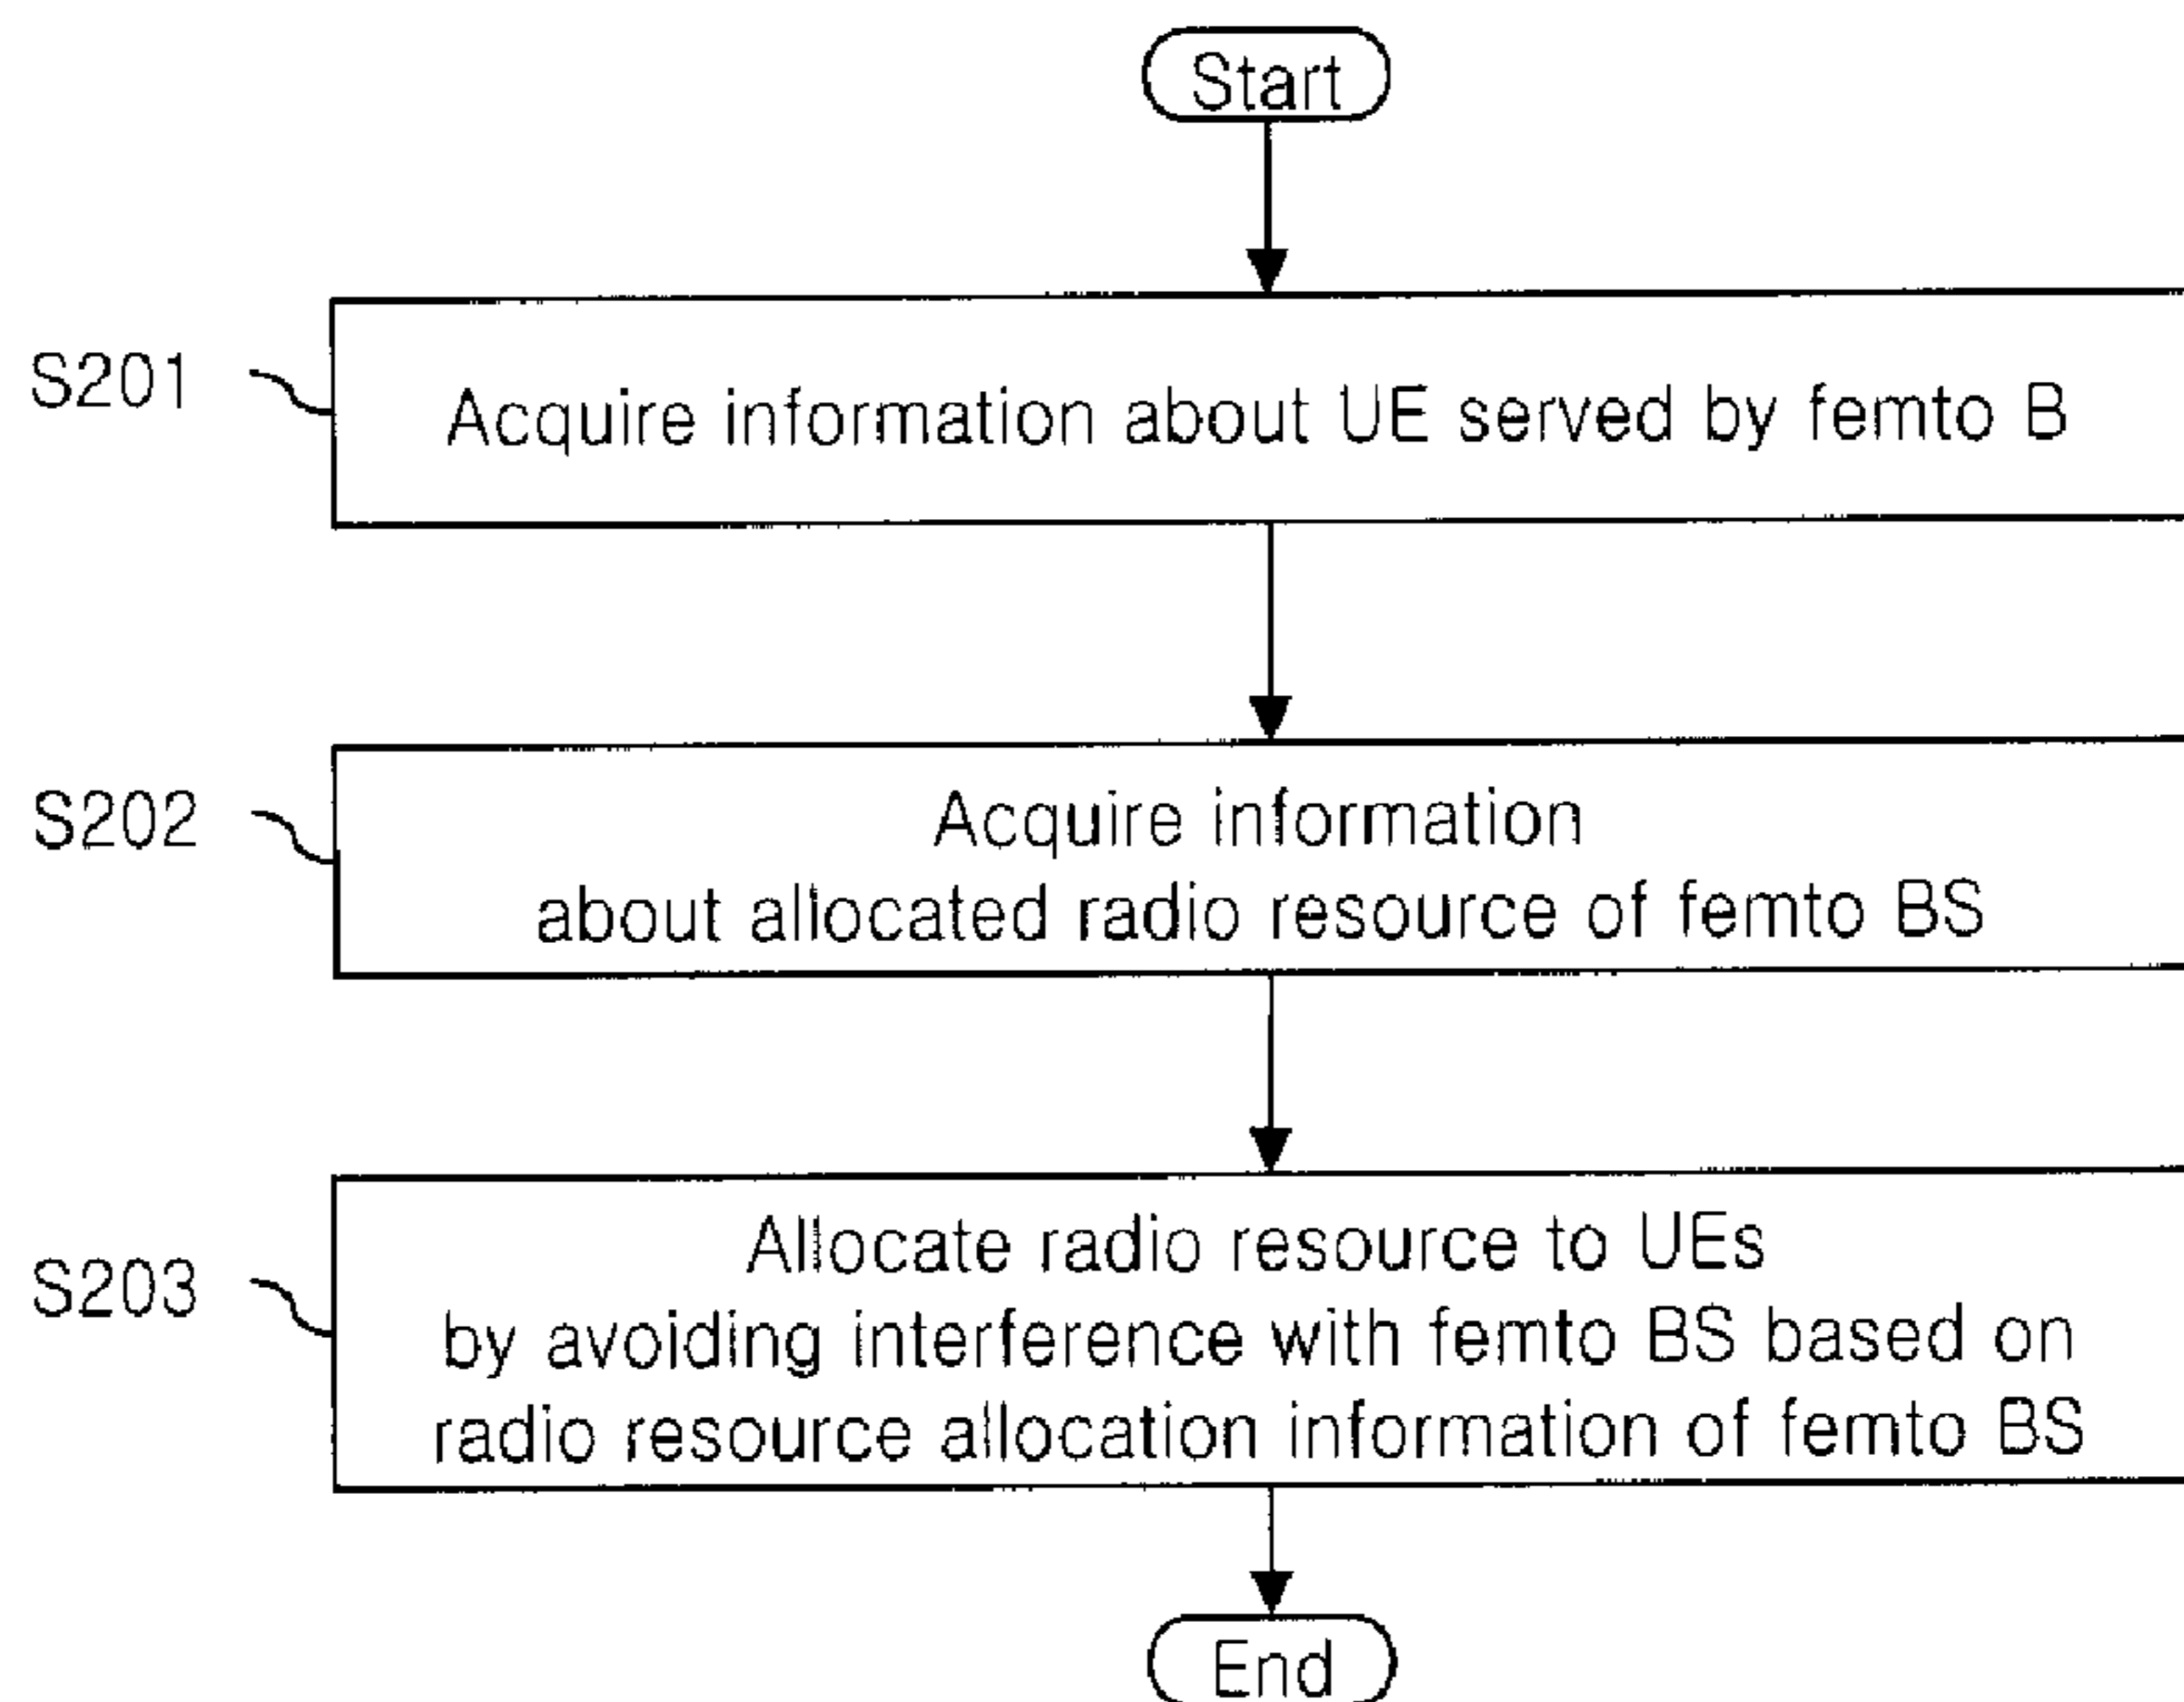 Start
S201
Acquire information about UE served by femto B
S202
Acquire information
about allocated radio resource of femto BS
S203
Allocate radio resource to UEs
by avoiding interference with femto BS based on
radio resource allocation information of femto BS
End